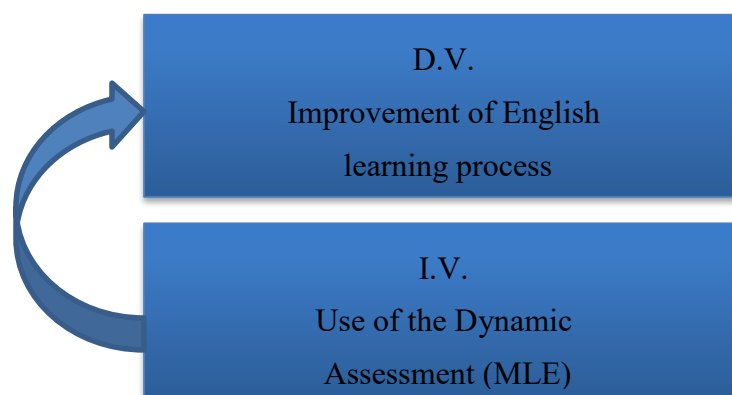 D.V.
Improvement of English
learning process
I.V.
Use of the Dynamic
Assessment (MLE)